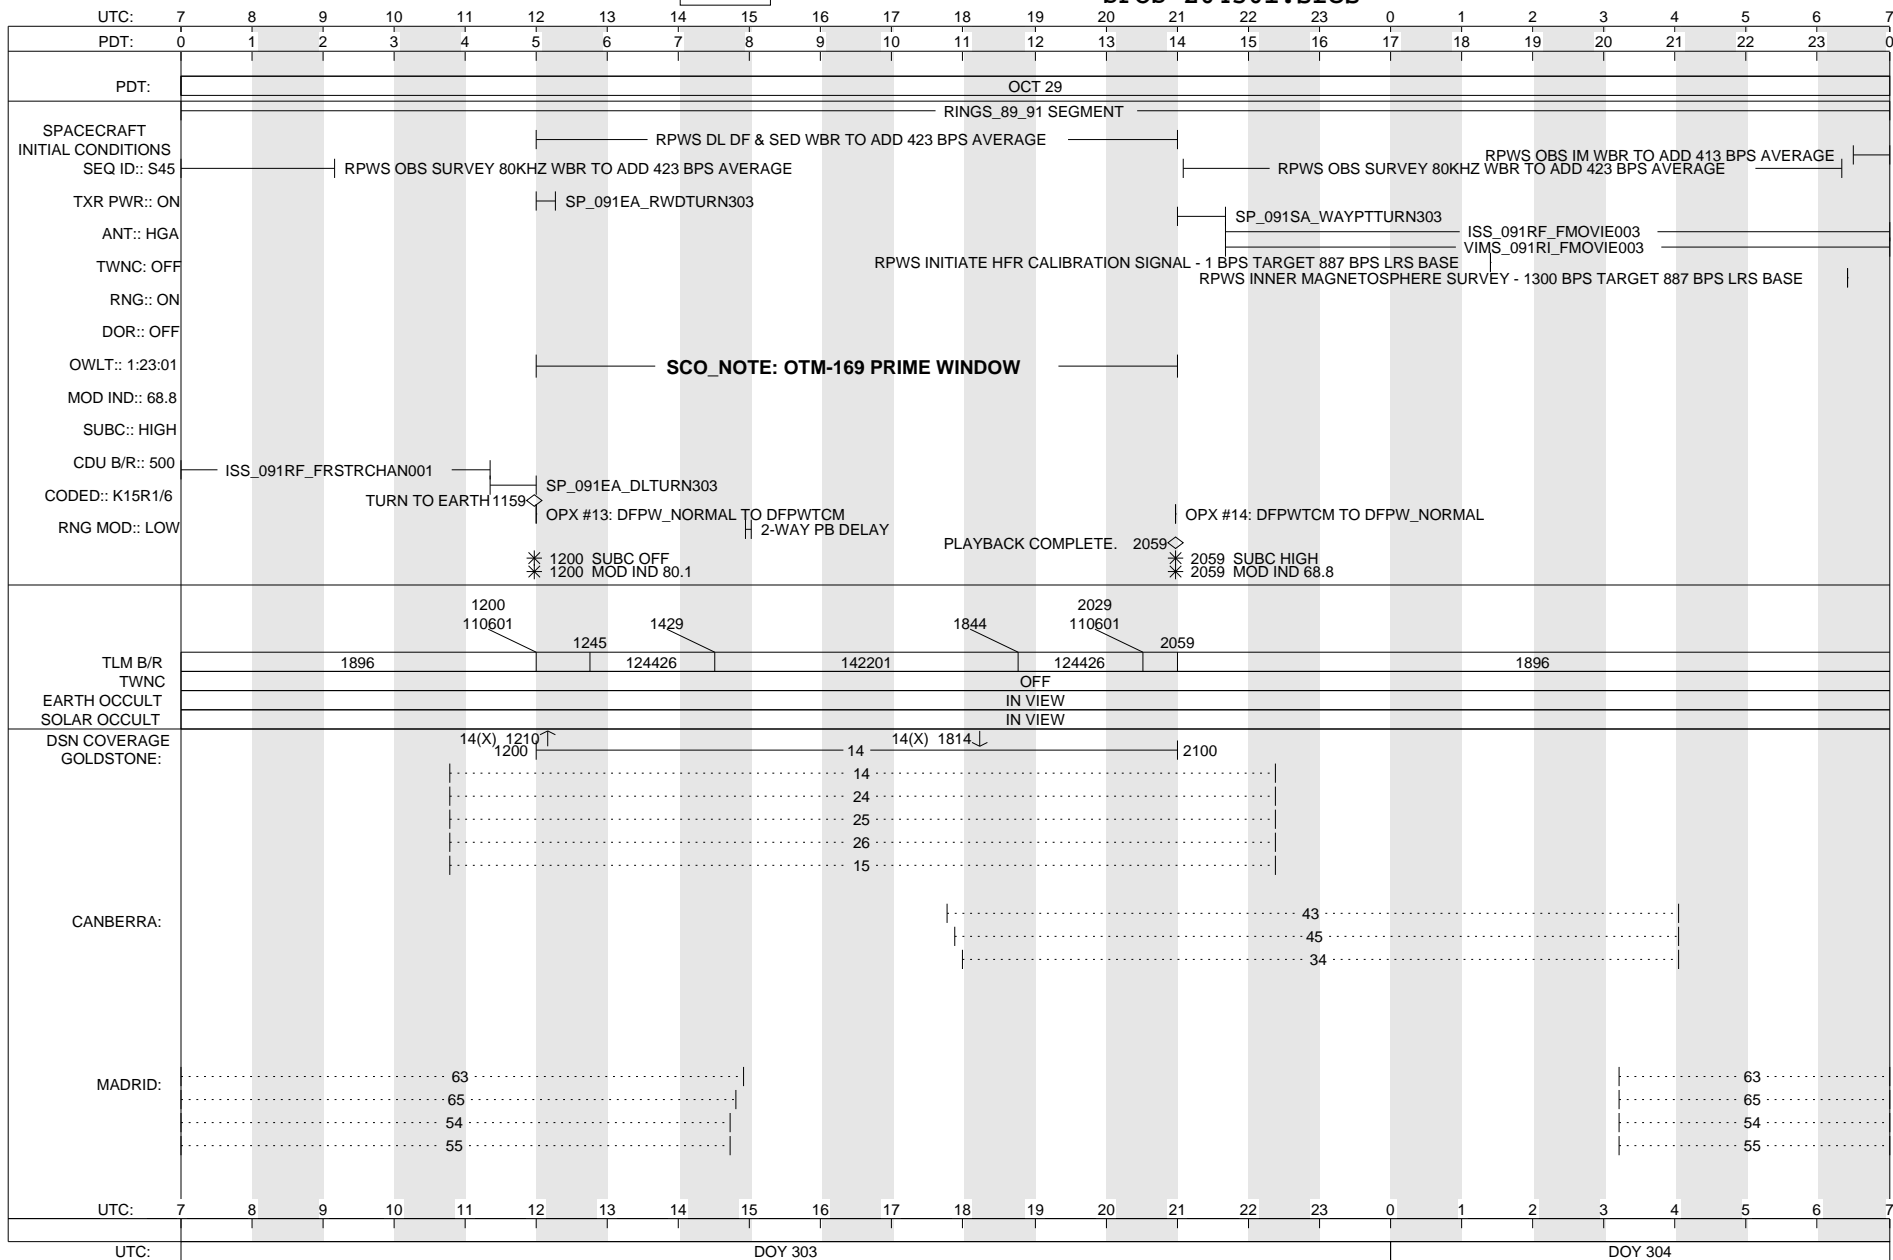 UTC: 7 8 9 10 11 12 13 14 15 16 17 18 19 20 21 22 23 0 1 2 3 4 5 6 7
PDT: 0 1 2 3 4 5 6 7 8 9 10 11 12 13 14 15 16 17 18 19 20 21 22 23 0
PDT: OCT 29
RINGS_89_91 SEGMENT
SPACECRAFT
INITIAL CONDITIONS
RPWS DL DF & SED WBR TO ADD 423 BPS AVERAGE
RPWS OBS IM WBR TO ADD 413 BPS AVERAGE
SEQ ID:: S45 RPWS OBS SURVEY 80KHZ WBR TO ADD 423 BPS AVERAGE RPWS OBS SURVEY 80KHZ WBR TO ADD 423 BPS AVERAGE
TXR PWR:: ON SP_091EA_RWDTURN303
SP_091SA_WAYPTTURN303
ANT:: HGA ISS_091RF_FMOVIE003
VIMS_091RI_FMOVIE003
TWNC: OFF RPWS INITIATE HFR CALIBRATION SIGNAL - 1 BPS TARGET 887 BPS LRS BASE
RPWS INNER MAGNETOSPHERE SURVEY - 1300 BPS TARGET 887 BPS LRS BASE
RNG:: ON
DOR:: OFF
OWLT:: 1:23:01 SCO_NOTE: OTM-169 PRIME WINDOW
MOD IND:: 68.8
SUBC:: HIGH
CDU B/R:: 500 ISS_091RF_FRSTRCHAN001
SP_091EA_DLTURN303
CODED:: K15R1/6 TURN TO EARTH 1159
OPX #13: DFPW_NORMAL TO DFPWTCM OPX #14: DFPWTCM TO DFPW_NORMAL
RNG MOD:: LOW 2-WAY PB DELAY
PLAYBACK COMPLETE. 2059
1200 SUBC OFF 2059 SUBC HIGH
1200 MOD IND 80.1 2059 MOD IND 68.8
1200 2029
110601 1429 1844 110601
1245 2059
TLM B/R 1896 124426 142201 124426 1896
TWNC OFF
EARTH OCCULT IN VIEW
SOLAR OCCULT IN VIEW
DSN COVERAGE 14(X) 1210 14(X) 1814
GOLDSTONE: 1200 14 2100
14
24
25
26
15
CANBERRA: 43
45
34
MADRID: 63 63
65 65
54 54
55 55
UTC: 7 8 9 10 11 12 13 14 15 16 17 18 19 20 21 22 23 0 1 2 3 4 5 6 7
UTC: DOY 303 DOY 304